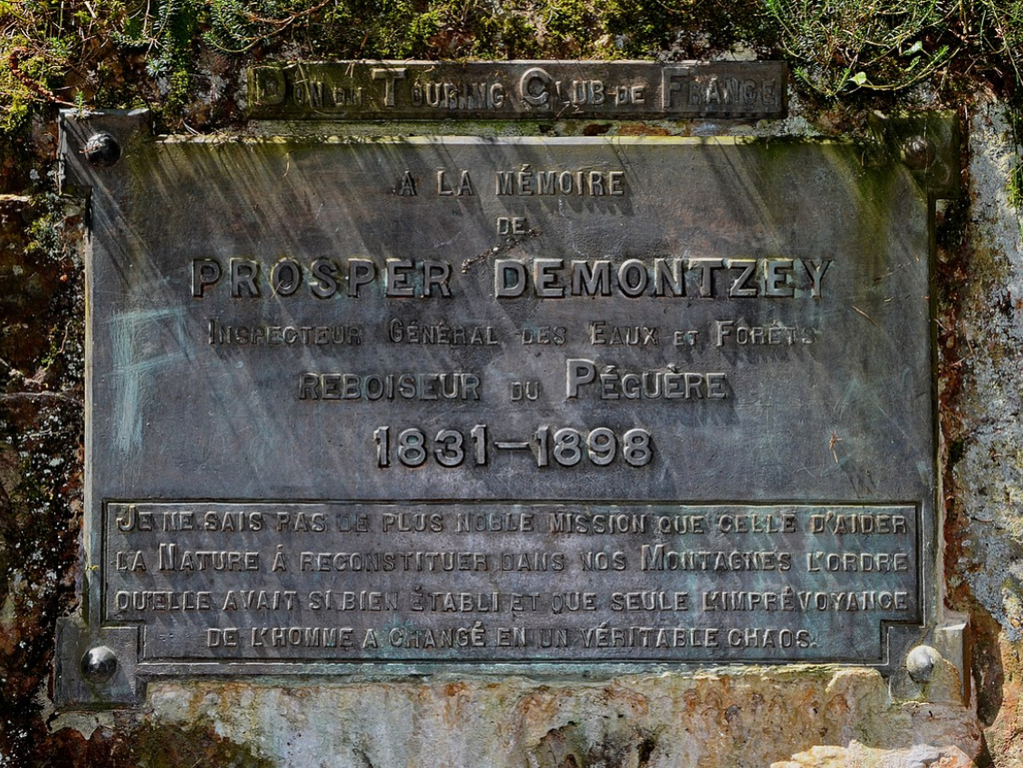 DON DU TOURING CLUB DE FRANCE
A LA MÉMOIRE
DE
PROSPER DEMONTZEY
INSPECTEUR GÉNÉRAL DES EAUX ET FORÊTS
REBOISEUR DU PÉGUÈRE
1831-1898
JE NE SAIS PAS DE PLUS NOBLE MISSION QUE CELLE D'AIDER
LA NATURE À RECONSTITUER DANS NOS MONTAGNES L'ORDRE
QU'ELLE AVAIT SI BIEN ÉTABLI ET QUE SEULE L'IMPRÉVOYANCE
DE L'HOMME A CHANGÉ EN UN VÉRITABLE CHAOS.